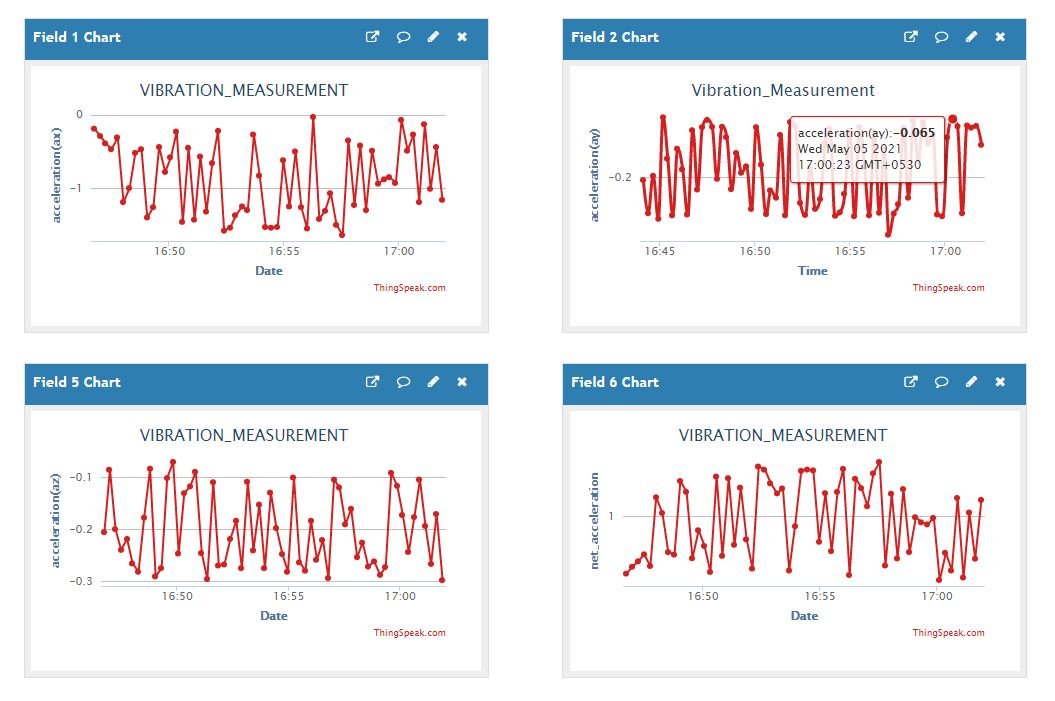 Field 1 Chart
VIBRATION_MEASUREMENT
0
-1
acceleration(ax)
16:50
16:55
17:00
Date
ThingSpeak.com
Field 2 Chart
Vibration_Measurement
acceleration(ay):-0.065
Wed May 05 2021
17:00:23 GMT+0530
-0.2
acceleration(ay)
16:45
16:50
16:55
17:00
Time
ThingSpeak.com
Field 5 Chart
VIBRATION_MEASUREMENT
-0.1
-0.2
-0.3
acceleration(az)
16:50
16:55
17:00
Date
ThingSpeak.com
Field 6 Chart
VIBRATION_MEASUREMENT
1
net_acceleration
16:50
16:55
17:00
Date
ThingSpeak.com